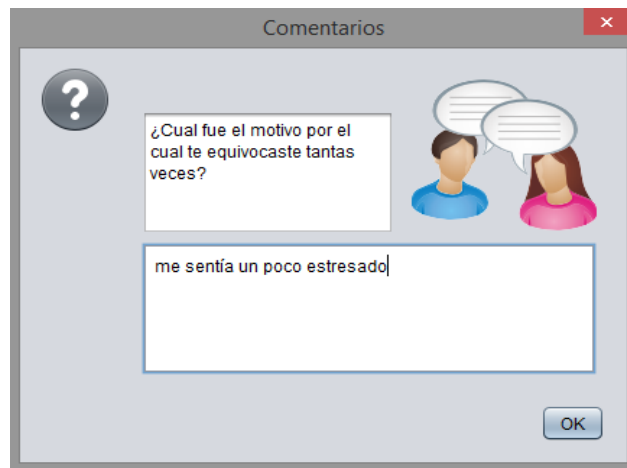 Comentarios
¿Cual fue el motivo por el
cual te equivocaste tantas
veces?
me sentía un poco estresado
OK